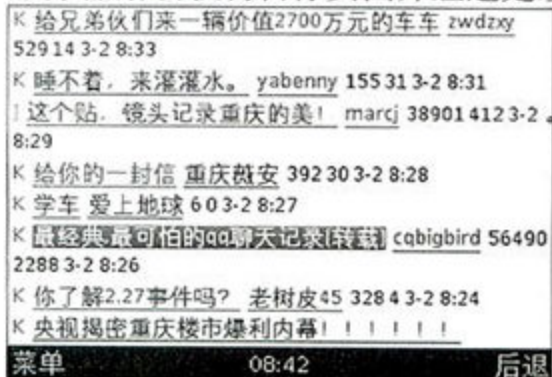 K 给兄弟伙们来一辆价值2700万元的车车 zwdzxy
529 14 3-2 8:33
K 睡不着，来灌灌水。 yabenny 155 31 3-2 8:31
I 这个贴，镜头记录重庆的美！ marcj 38901 412 3-2
8:29
K 给你的一封信 重庆薇安 392 30 3-2 8:28
K 学车 爱上地球 6 0 3-2 8:27
K 最经典,最可怕的qq聊天记录[转载] cqbigbird 56490
2288 3-2 8:26
K 你了解2.27事件吗？ 老树皮45 328 4 3-2 8:24
K 央视揭密重庆楼市爆利内幕！！！！！！
菜单 08:42 后退